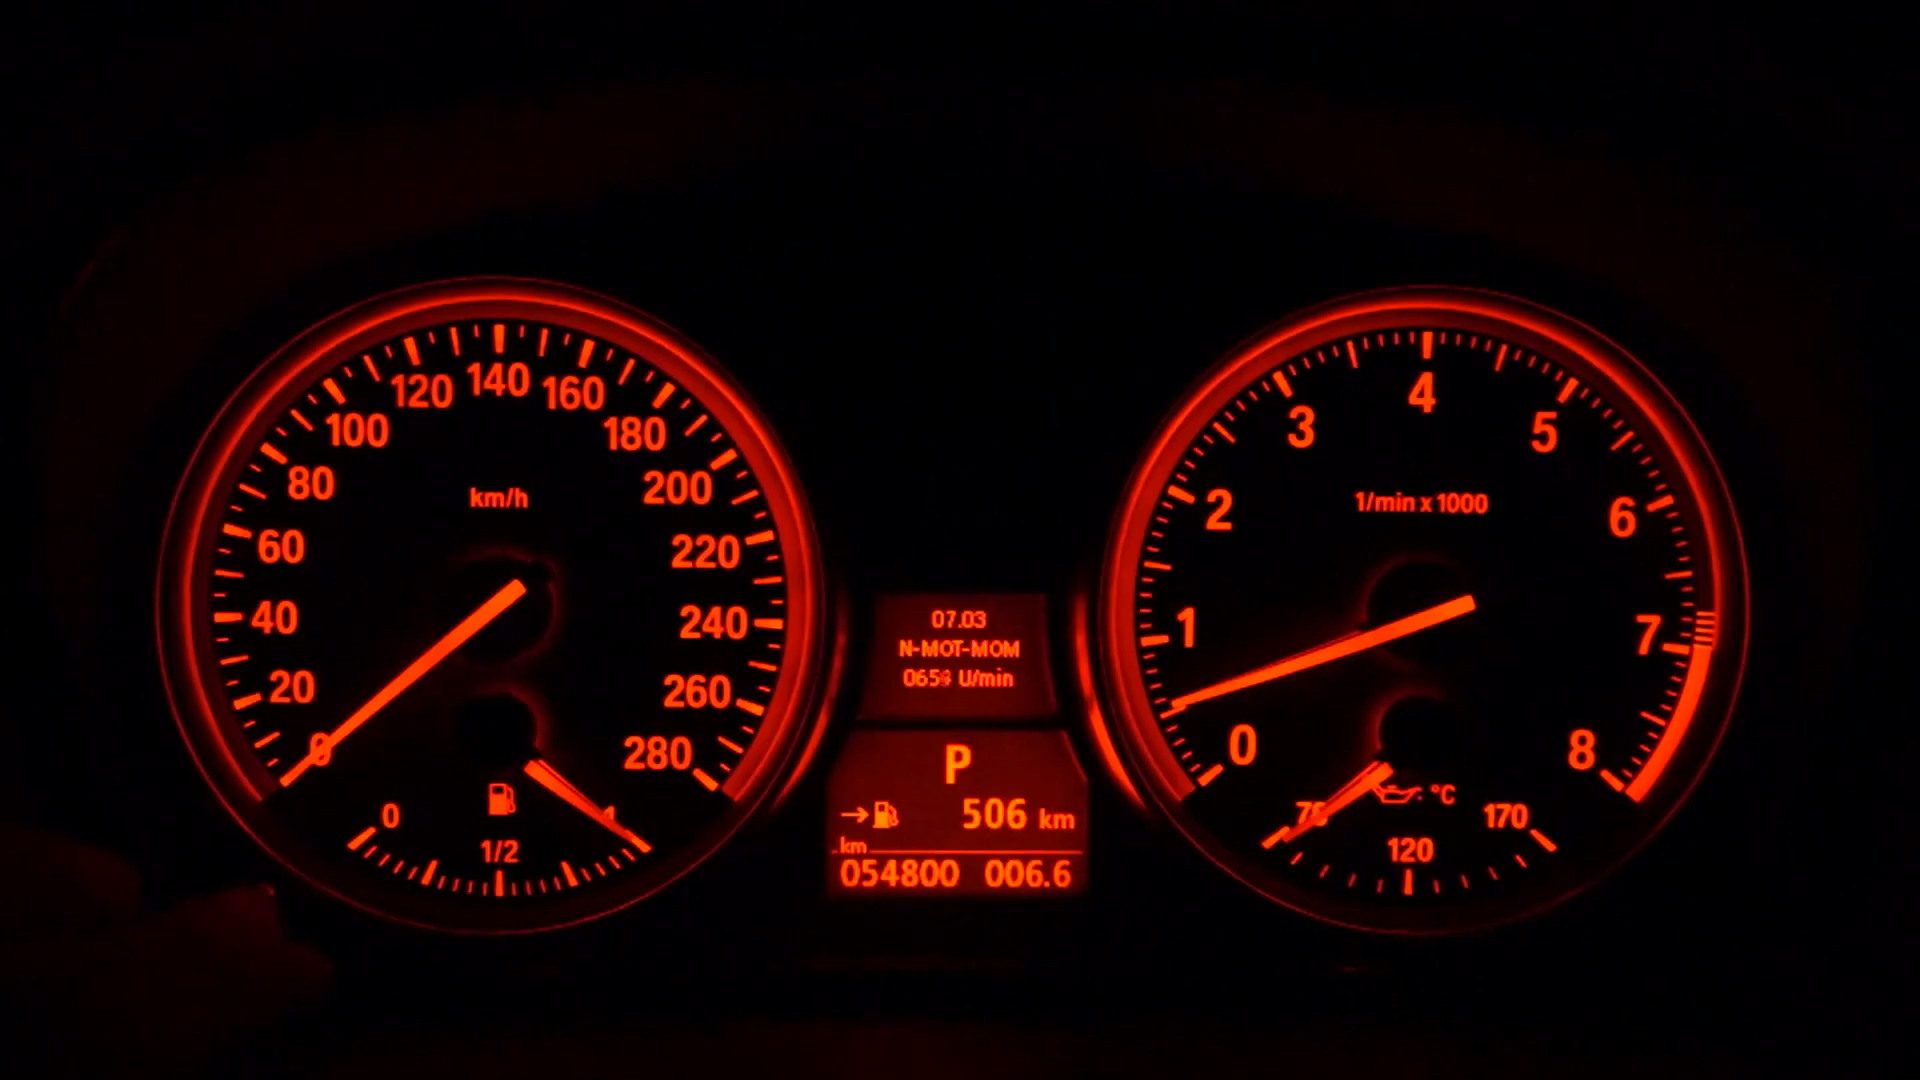 120 140 160
100 180
80 200
km/h
60 220
40 240
20 260
0 280
0 1/2
4
3 5
2 6
1/min x 1000
1 7
0 8
°C
170
120
07.03
N-MOT-MOM
U/min
P
506 km
km
054800 006.6